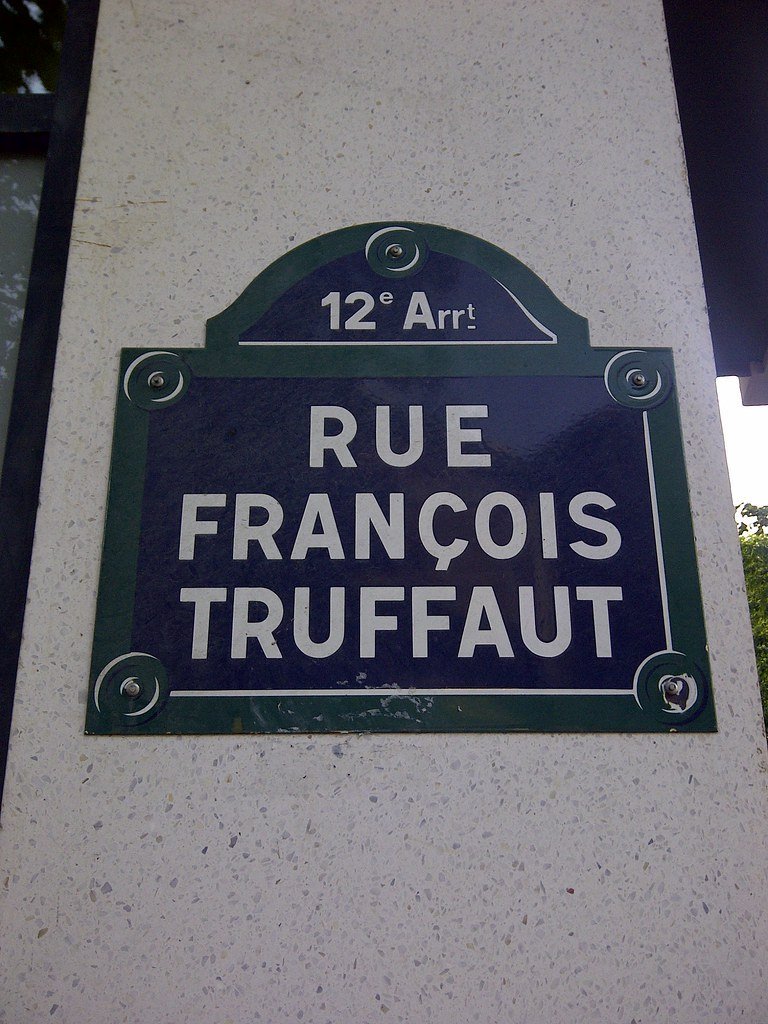 12e Arrt
RUE
FRANÇOIS
TRUFFAUT